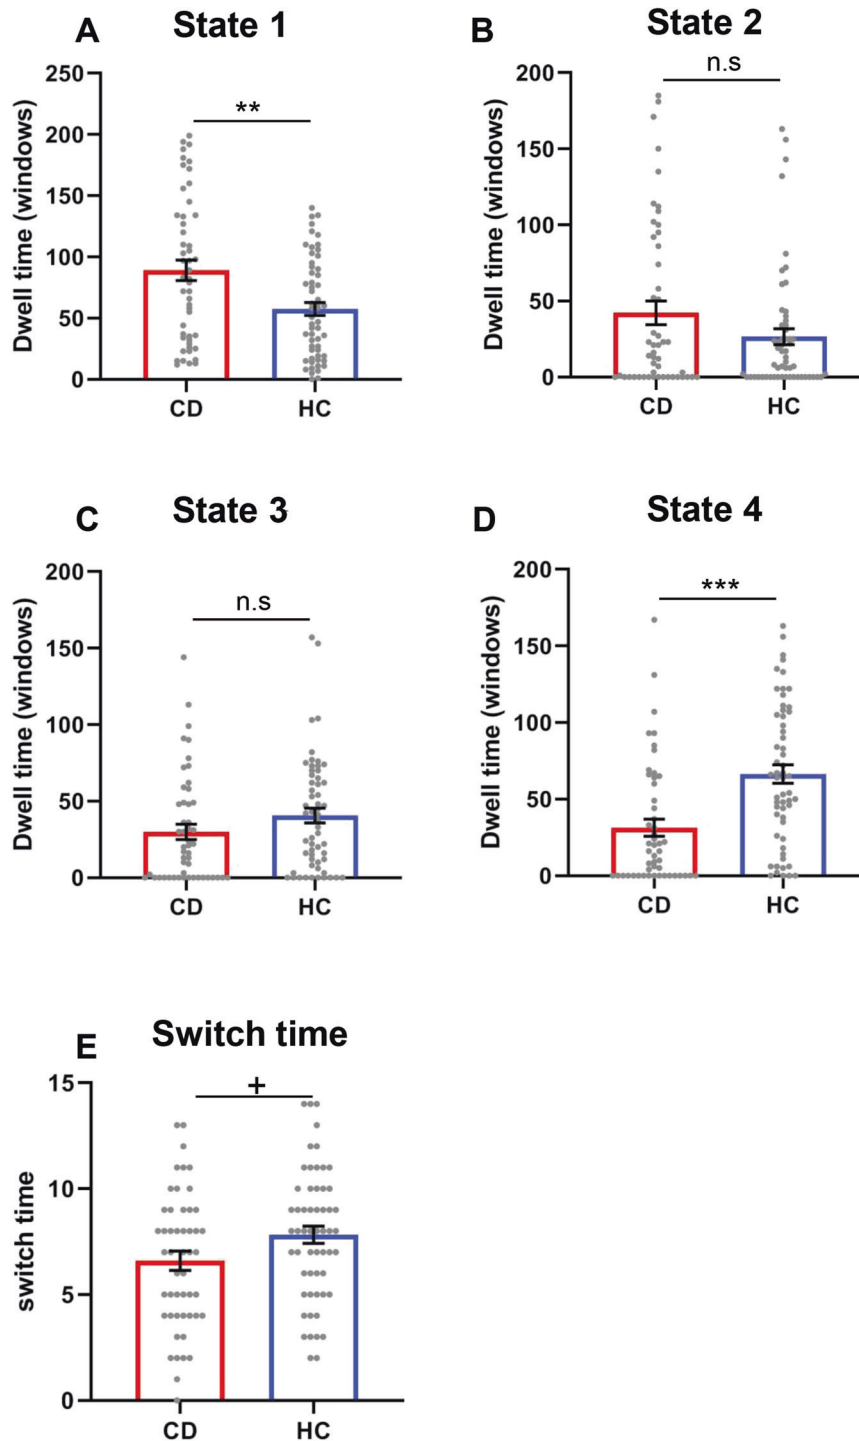 A State 1
Dwell time (windows)
250
200
150
100
50
0
**
CD HC
B State 2
Dwell time (windows)
200
150
100
50
0
n.s
CD HC
C State 3
Dwell time (windows)
200
150
100
50
0
n.s
CD HC
D State 4
Dwell time (windows)
200
150
100
50
0
***
CD HC
E Switch time
switch time
15
10
5
0
+
CD HC